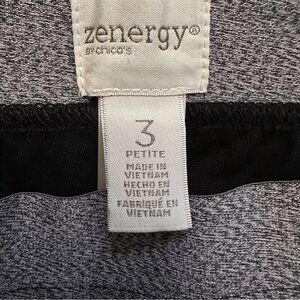 zenergy®
BY chico's
3
PETITE
MADE IN
VIETNAM
HECHO EN
VIETNAM
FABRIQUÉ EN
VIETNAM